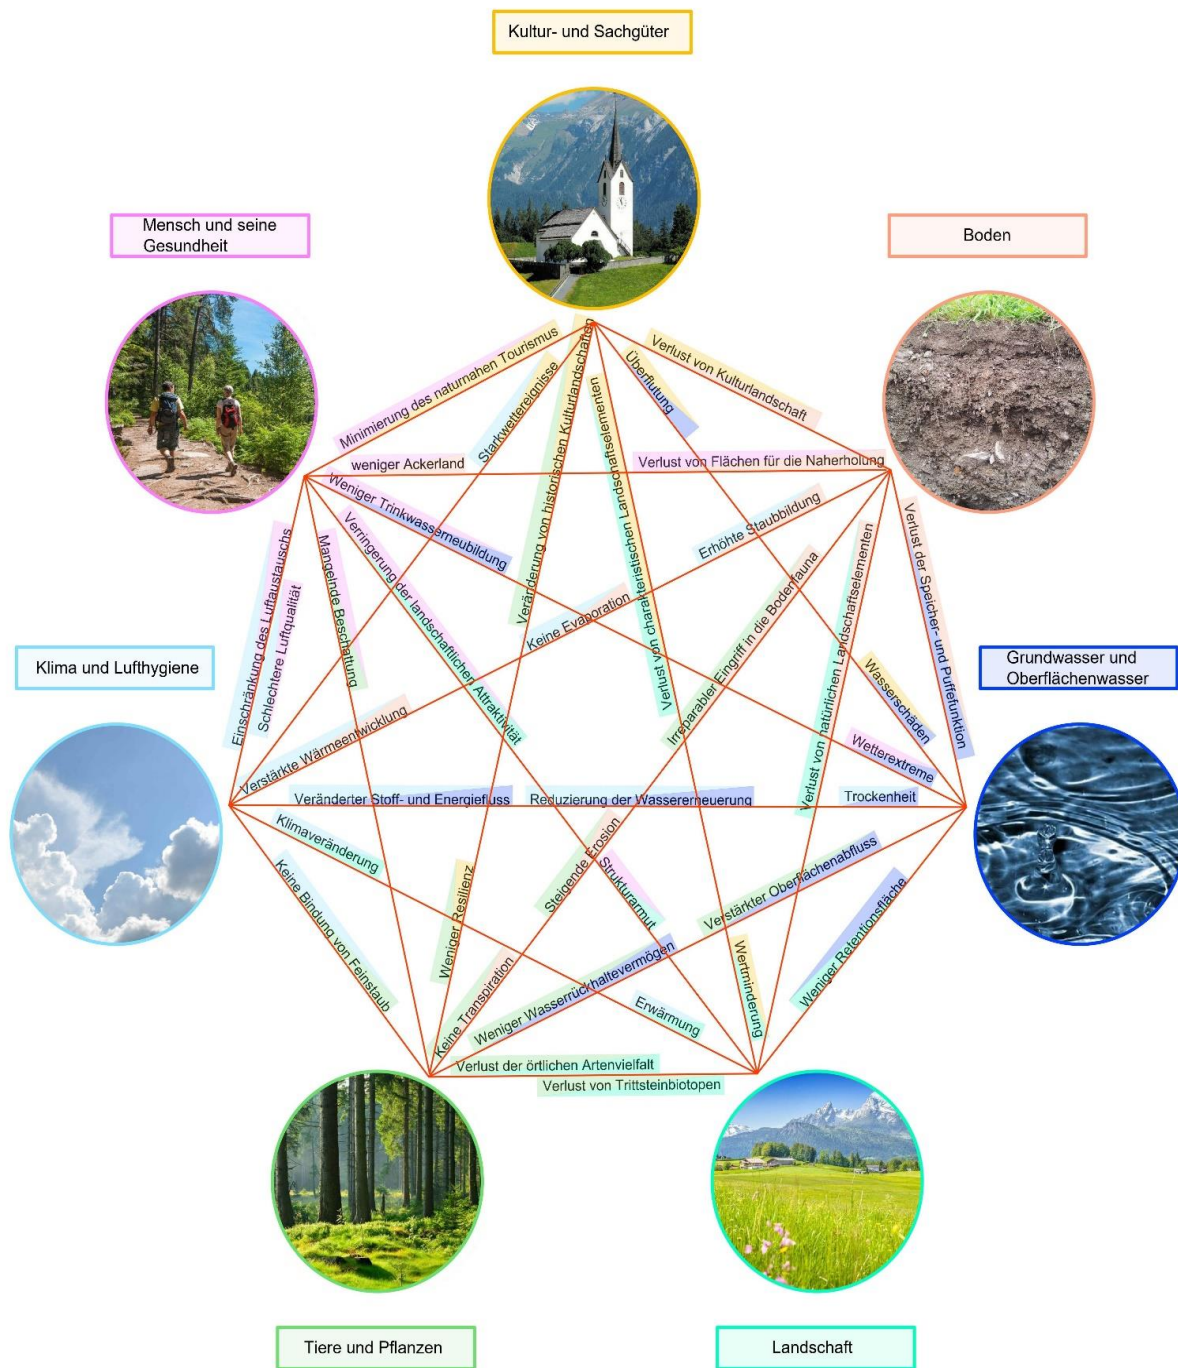 Kultur- und Sachgüter
Mensch und seine
Gesundheit
Boden
Minimierung des naturnahen Tourismus
Starkwettereignisse
Veränderung von historischen Kulturlandschaften
Verlust von charakteristischen Landschaftselementen
Überflutung
Verlust von Kulturlandschaft
weniger Ackerland
Verlust von Flächen für die Naherholung
Weniger Trinkwasserneubildung
Verringerung der landschaftlichen Attraktivität
Mangelnde Beschattung
Einschränkung des Luftaustauschs
Schlechtere Luftqualität
Erhöhte Staubbildung
Keine Evaporation
Irreparabler Eingriff in die Bodenfauna
Verlust von natürlichen Landschaftselementen
Verlust der Speicher- und Puffefunktion
Klima und Lufthygiene
Grundwasser und
Oberflächenwasser
Wasserschäden
Wetterextreme
Verstärkte Wärmeentwicklung
Veränderter Stoff- und Energiefluss
Reduzierung der Wassererneuerung
Trockenheit
Klimaveränderung
Keine Bindung von Feinstaub
Weniger Resilienz
Steigende Erosion
Strukturarmut
Verstärkter Oberflächenabfluss
Weniger Retentionsfläche
Keine Transpiration
Weniger Wasserrückhaltevermögen
Erwärmung
Wertminderung
Verlust der örtlichen Artenvielfalt
Verlust von Trittsteinbiotopen
Tiere und Pflanzen
Landschaft